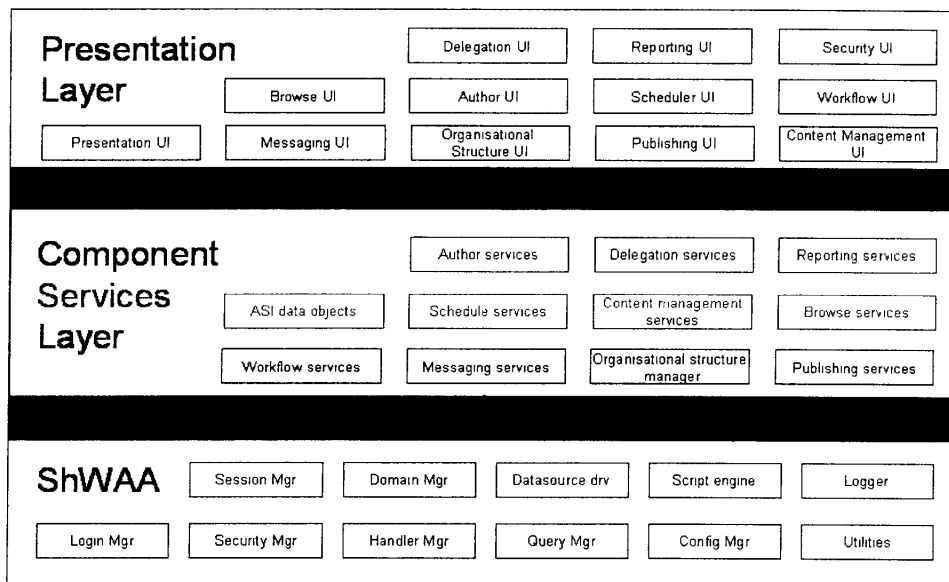 Presentation
Layer
Delegation UI
Reporting UI
Security UI
Browse UI
Author UI
Scheduler UI
Workflow UI
Presentation UI
Messaging UI
Organisational
Structure UI
Publishing UI
Content Management
UI
Component
Services
Layer
Author services
Delegation services
Reporting services
ASI data objects
Schedule services
Content management
services
Browse services
Workflow services
Messaging services
Organisational structure
manager
Publishing services
ShWAA
Session Mgr
Domain Mgr
Datasource drv
Script engine
Logger
Login Mgr
Security Mgr
Handler Mgr
Query Mgr
Config Mgr
Utilities